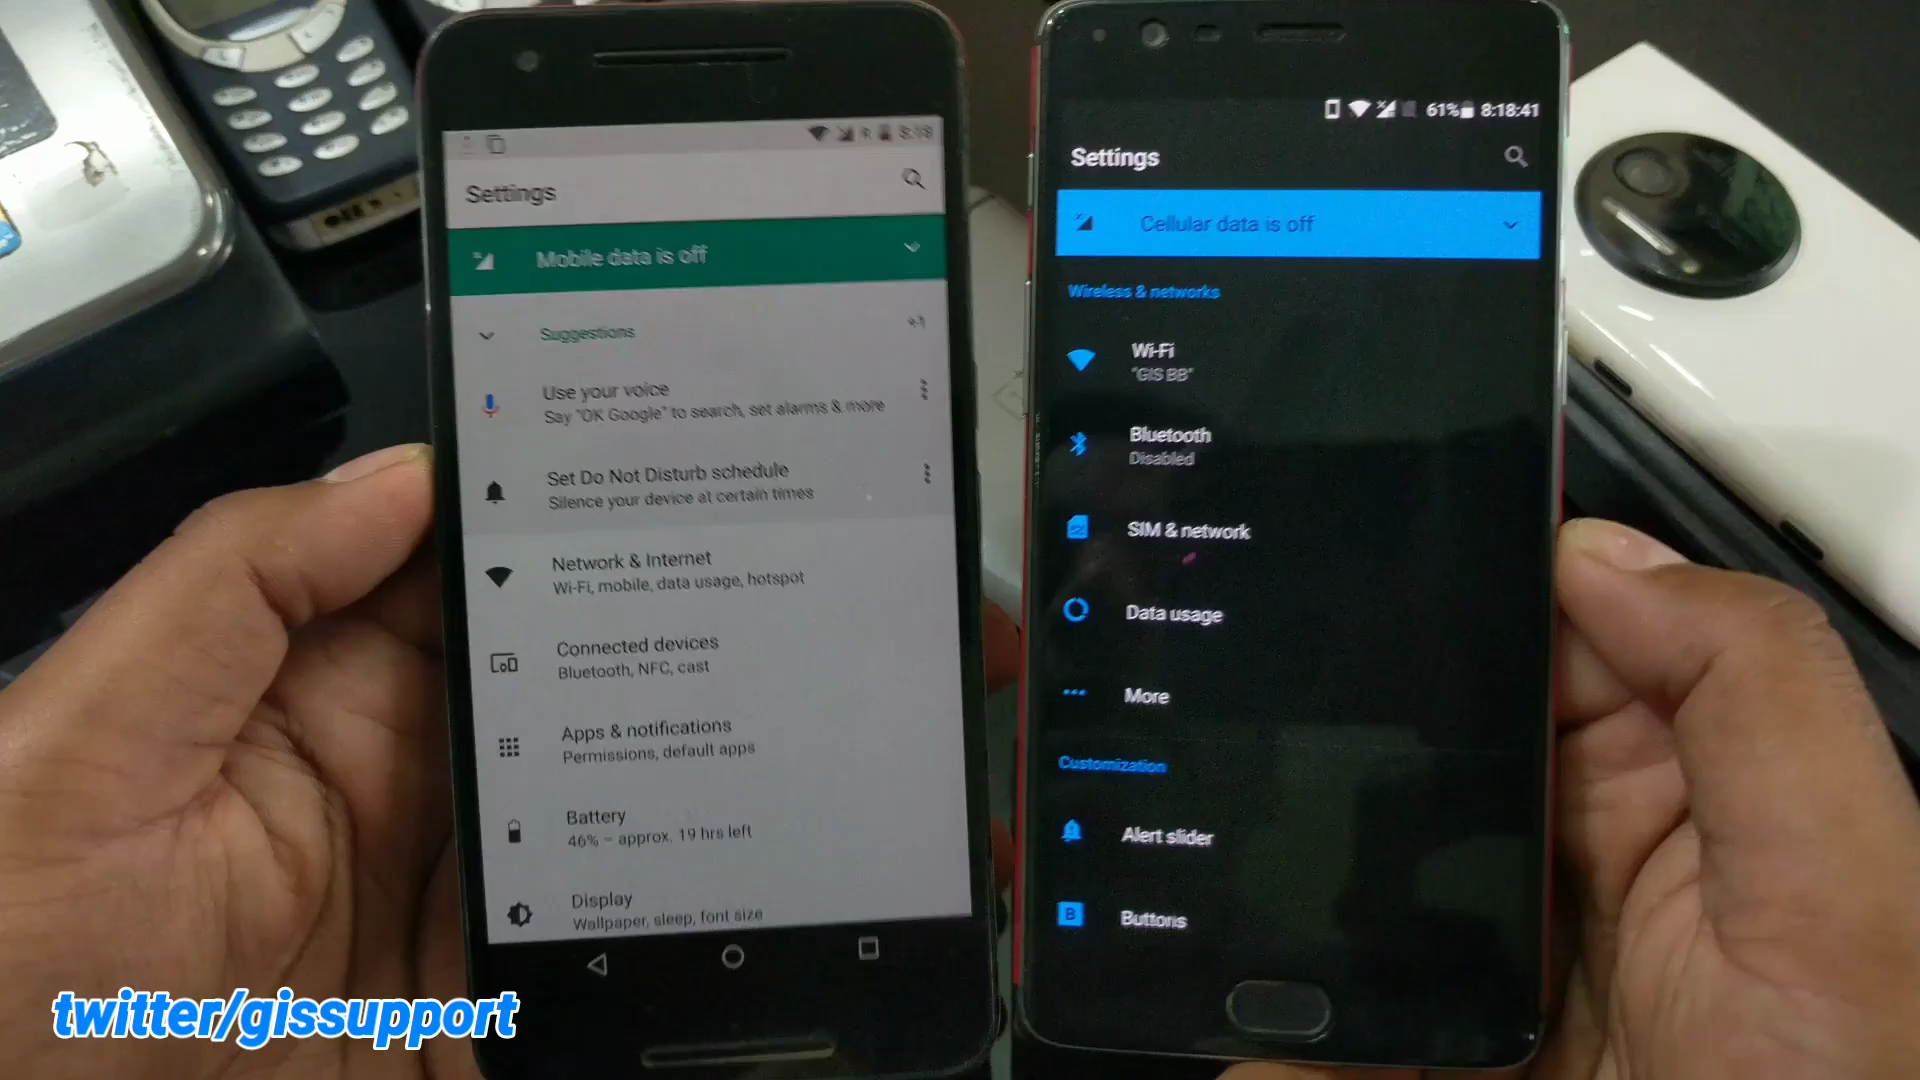 8:18
Settings
Mobile data is off
Suggestions
+1
Use your voice
Say "OK Google" to search, set alarms & more
Set Do Not Disturb schedule
Silence your device at certain times
Network & Internet
Wi-Fi, mobile, data usage, hotspot
Connected devices
Bluetooth, NFC, cast
Apps & notifications
Permissions, default apps
Battery
46% – approx. 19 hrs left
Display
Wallpaper, sleep, font size
61% 8:18:41
Settings
Cellular data is off
Wireless & networks
Wi-Fi
"GIS BB"
Bluetooth
Disabled
SIM & network
Data usage
More
Customization
Alert slider
B
Buttons
twitter/gissupport